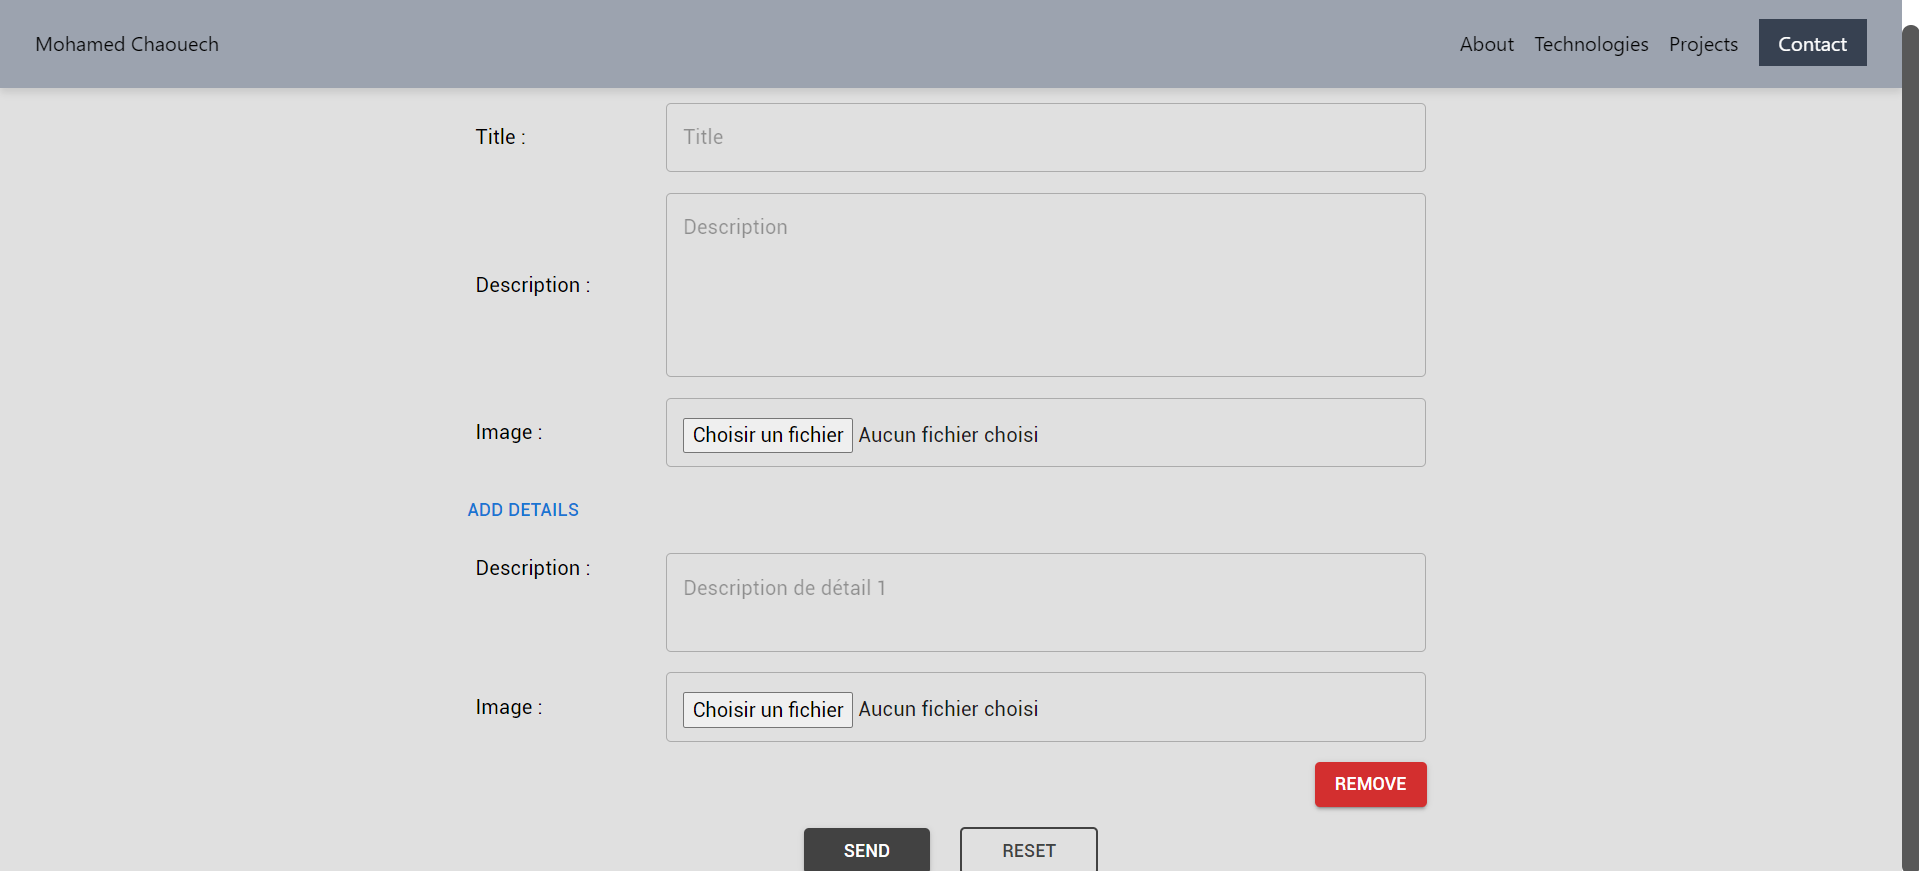 Mohamed Chaouech About Technologies Projects Contact
Title : Title
Description
Description :
Image : Choisir un fichier Aucun fichier choisi
ADD DETAILS
Description :
Description de détail 1
Image : Choisir un fichier Aucun fichier choisi
REMOVE
SEND RESET